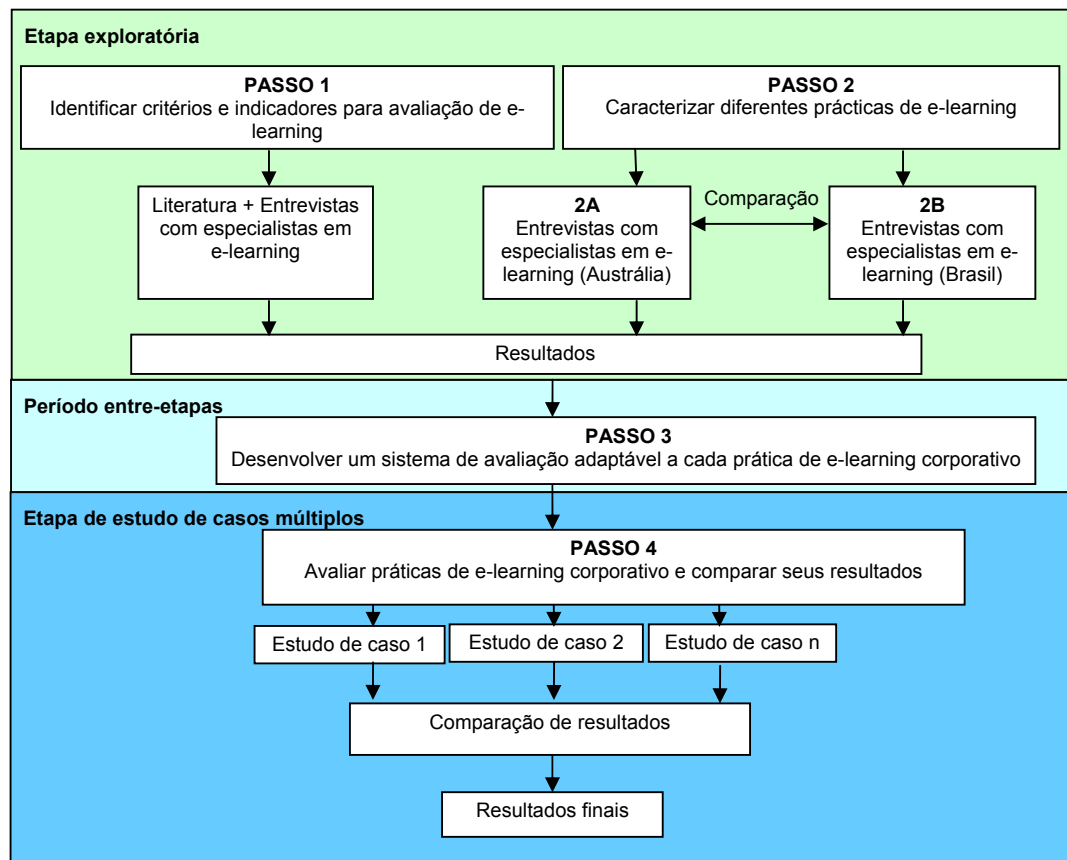 Etapa exploratória
PASSO 1
Identificar critérios e indicadores para avaliação de e-
learning
PASSO 2
Caracterizar diferentes prácticas de e-learning
Literatura + Entrevistas
com especialistas em
e-learning
2A
Entrevistas com
especialistas em e-
learning (Austrália)
Comparação
2B
Entrevistas com
especialistas em e-
learning (Brasil)
Resultados
Período entre-etapas
PASSO 3
Desenvolver um sistema de avaliação adaptável a cada prática de e-learning corporativo
Etapa de estudo de casos múltiplos
PASSO 4
Avaliar práticas de e-learning corporativo e comparar seus resultados
Estudo de caso 1
Estudo de caso 2
Estudo de caso n
Comparação de resultados
Resultados finais